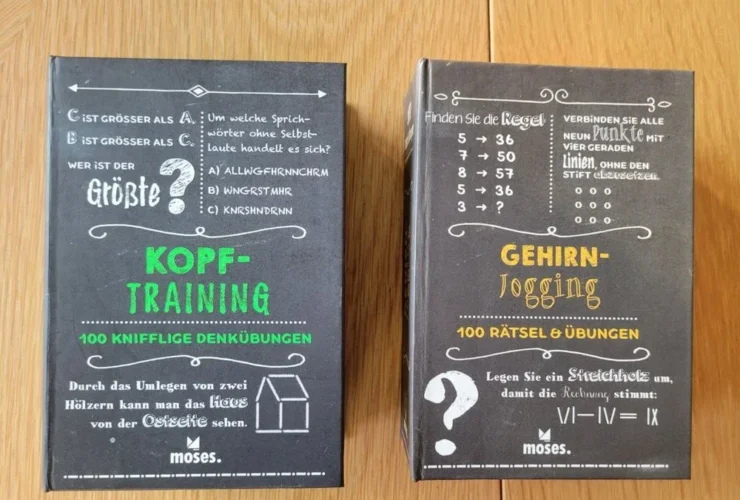 C IST GRÖSSER ALS A.
B IST GRÖSSER ALS C.
WER IST DER
Größte?
Um welche Sprich-
wörter ohne Selbst-
laute handelt es sich?
A) ALLWGFHRNNCHRM
B) WNGRSTMHR
C) KNRSHNDRNN
KOPF-
TRAINING
100 KNIFFLIGE DENKÜBUNGEN
Durch das Umlegen von zwei
Hölzern kann man das Haus
von der Ostseite sehen.
moses.
Finden Sie die Regel
5 → 36
7 → 50
8 → 57
5 → 36
3 → ?
VERBINDEN SIE ALLE
NEUN Punkte MIT
VIER GERADEN
Linien, OHNE DEN
STIFT abzusetzen.
GEHIRN-
Jogging
100 RÄTSEL & ÜBUNGEN
?
Legen Sie ein Streichholz um,
damit die Rechnung stimmt:
VI—IV= IX
moses.